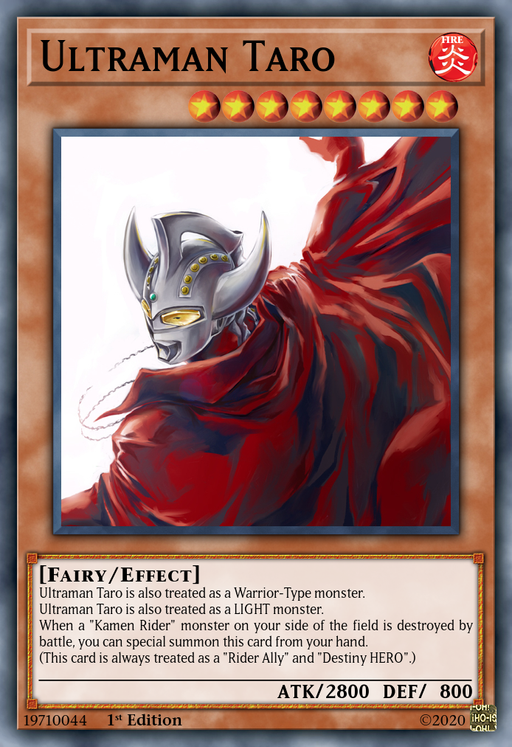 ULTRAMAN TARO
FIRE
炎
[FAIRY/EFFECT]
Ultraman Taro is also treated as a Warrior-Type monster.
Ultraman Taro is also treated as a LIGHT monster.
When a "Kamen Rider" monster on your side of the field is destroyed by
battle, you can special summon this card from your hand.
(This card is always treated as a "Rider Ally" and "Destiny HERO".)
ATK/2800 DEF/ 800
19710044 1st Edition ©2020